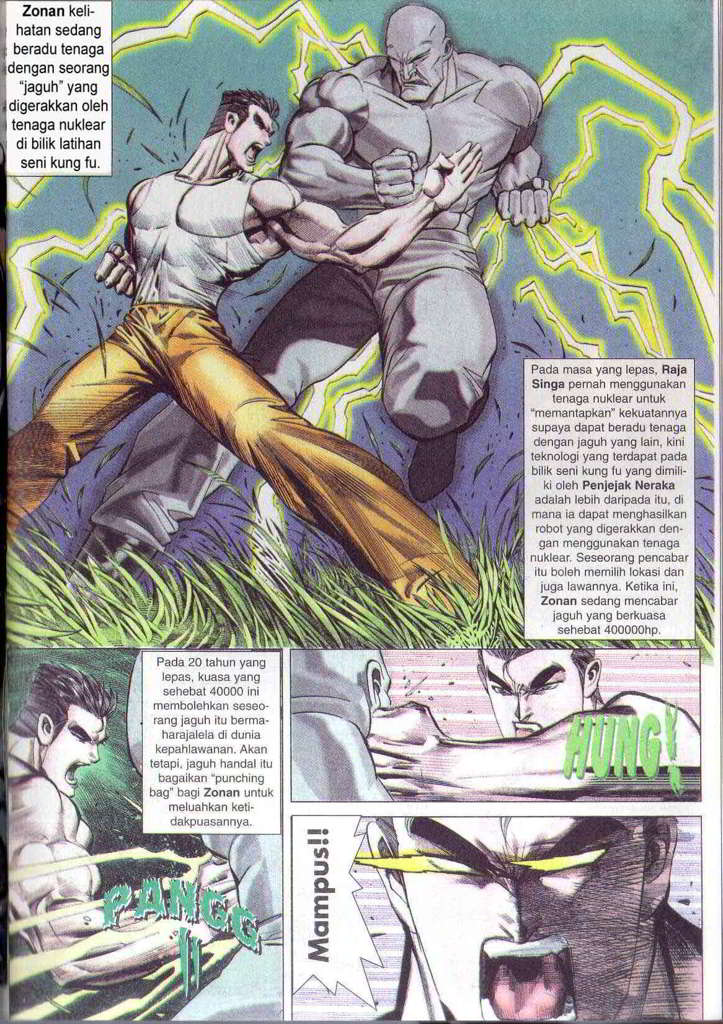 Zonan keli-
hatan sedang
beradu tenaga
dengan seorang
"jaguh" yang
digerakkan oleh
tenaga nuklear
di bilik latihan
seni kung fu.
Pada masa yang lepas, Raja
Singa pernah menggunakan
tenaga nuklear untuk
"memantapkan" kekuatannya
supaya dapat beradu tenaga
dengan jaguh yang lain, kini
teknologi yang terdapat pada
bilik seni kung fu yang dimili-
ki oleh Penjejak Neraka
adalah lebih daripada itu, di
mana ia dapat menghasilkan
robot yang digerakkan den-
gan menggunakan tenaga
nuklear. Seseorang pencabar
itu boleh memilih lokasi dan
juga lawannya. Ketika ini,
Zonan sedang mencabar
jaguh yang berkuasa
sehebat 400000hp.
Pada 20 tahun yang
lepas, kuasa yang
sehebat 40000 ini
membolehkan seseo-
rang jaguh itu berma-
harajalela di dunia
kepahlawanan. Akan
tetapi, jaguh handal itu
bagaikan "punching
bag" bagi Zonan untuk
meluahkan keti-
dakpuasannya.
PANGG
!!
HUNG!
Mampus!!